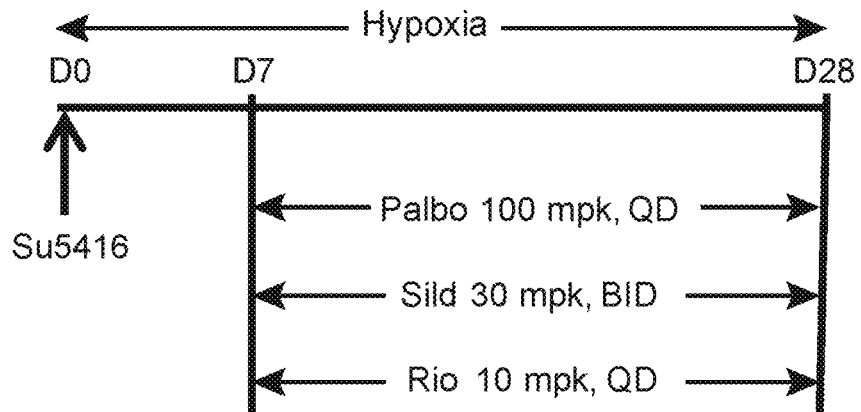 Hypoxia
D0 D7 D28
Palbo 100 mpk, QD
Su5416
Sild 30 mpk, BID
Rio 10 mpk, QD